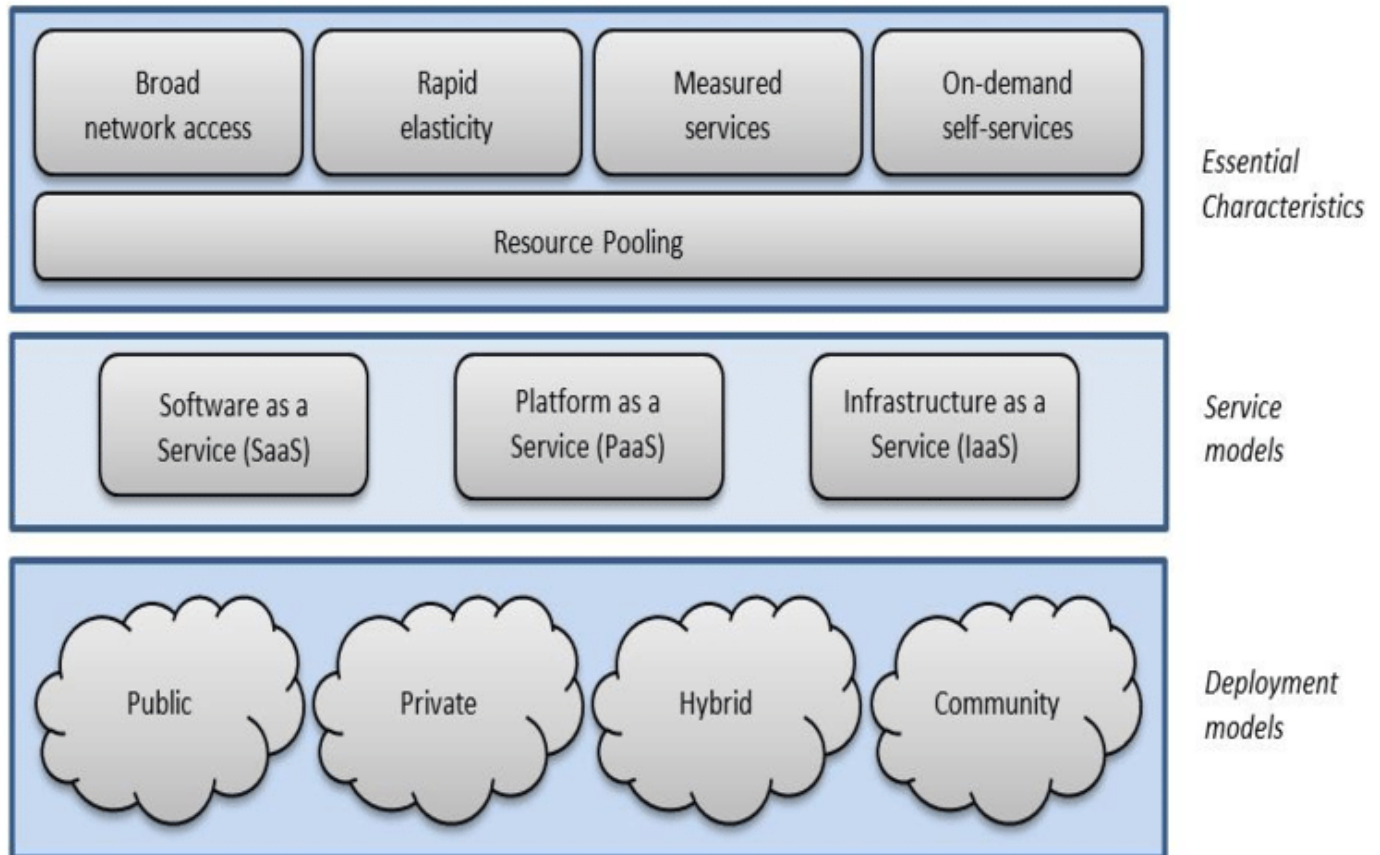 Broad
network access
Rapid
elasticity
Measured
services
On-demand
self-services
Resource Pooling
Essential
Characteristics
Software as a
Service (SaaS)
Platform as a
Service (PaaS)
Infrastructure as a
Service (IaaS)
Service
models
Public
Private
Hybrid
Community
Deployment
models